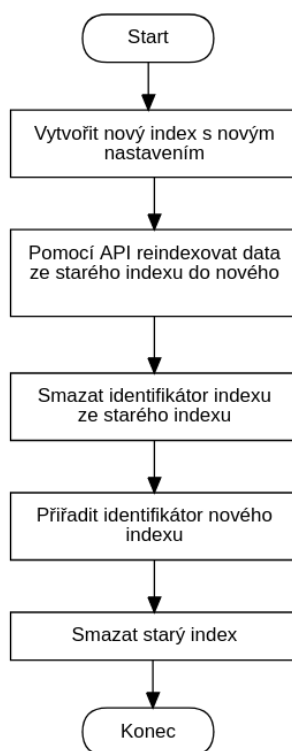 Start
Vytvořit nový index s novým
nastavením
Pomocí API reindexovat data
ze starého indexu do nového
Smazat identifikátor indexu
ze starého indexu
Přiřadit identifikátor nového
indexu
Smazat starý index
Konec